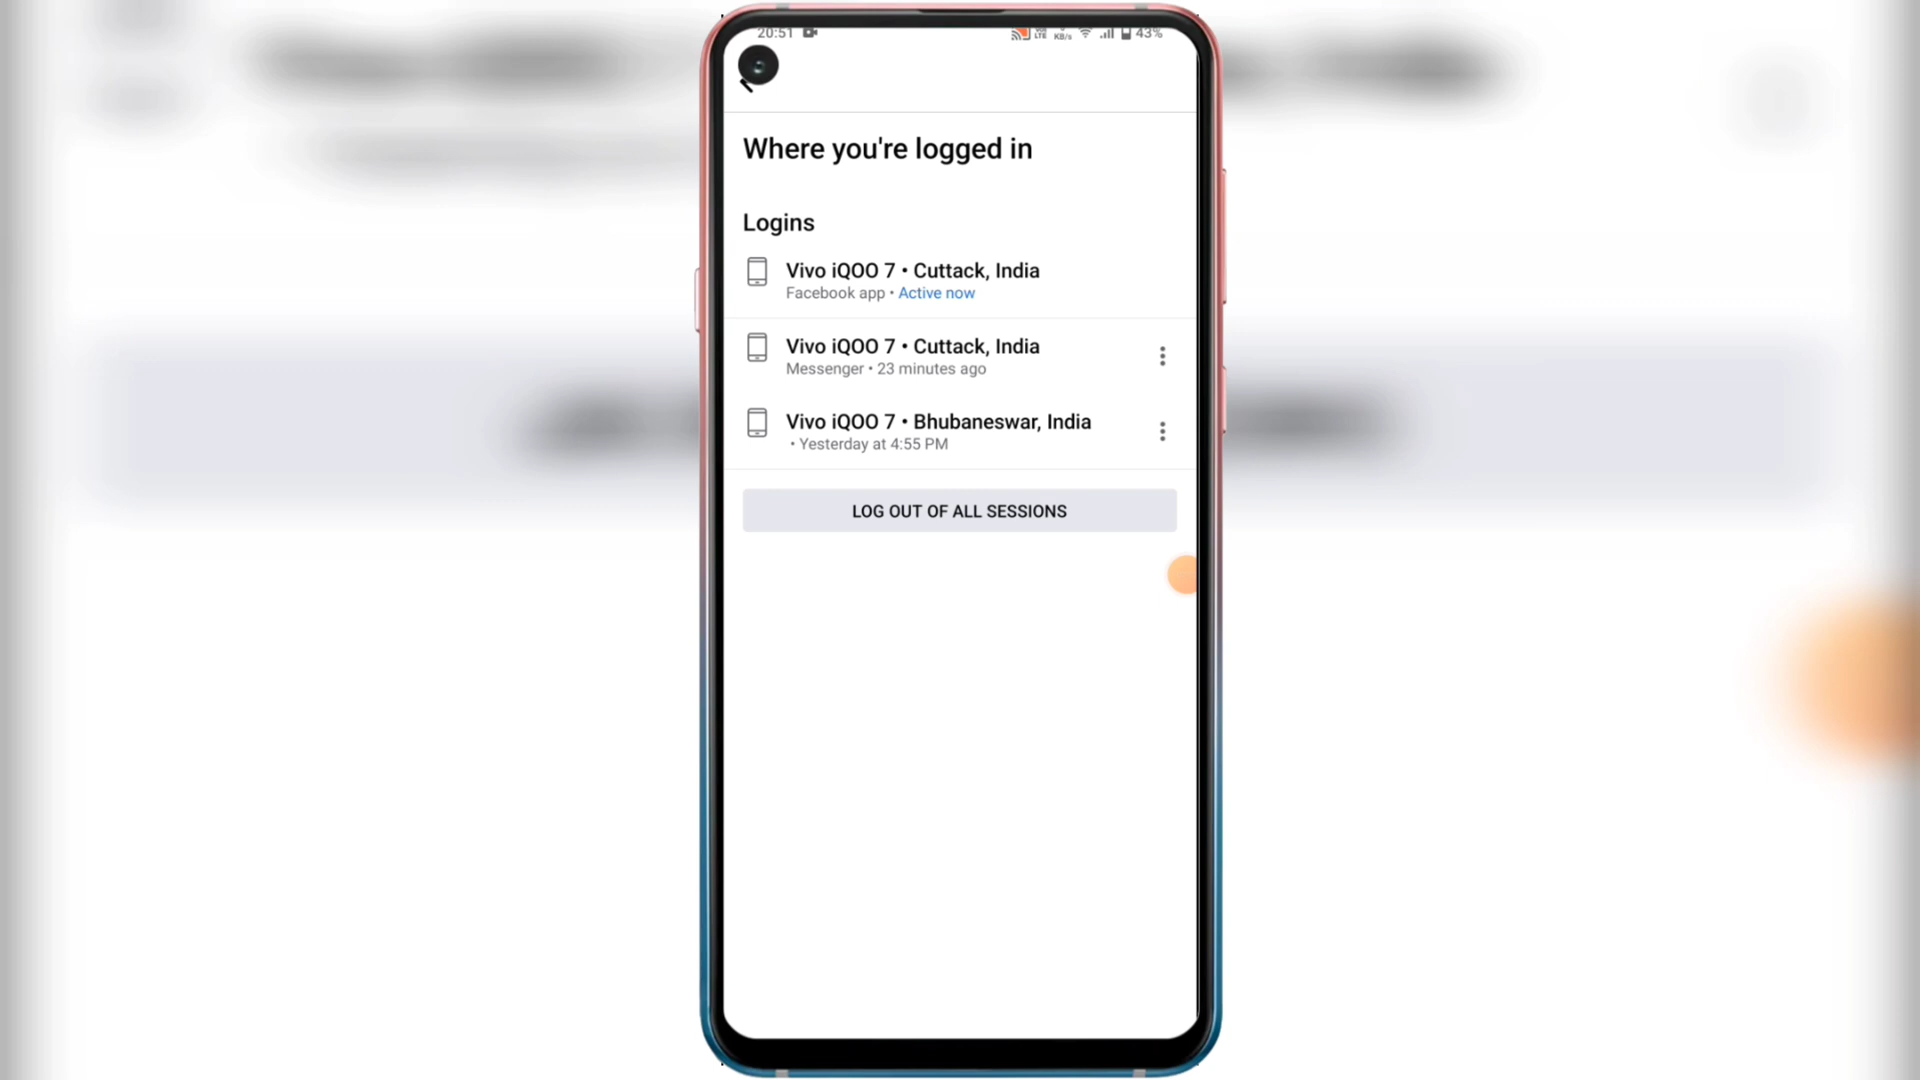 20:51 LTE KB/s 43%
Where you're logged in
Logins
Vivo iQOO 7 • Cuttack, India
Facebook app • Active now
Vivo iQOO 7 • Cuttack, India
Messenger • 23 minutes ago
Vivo iQOO 7 • Bhubaneswar, India
• Yesterday at 4:55 PM
LOG OUT OF ALL SESSIONS